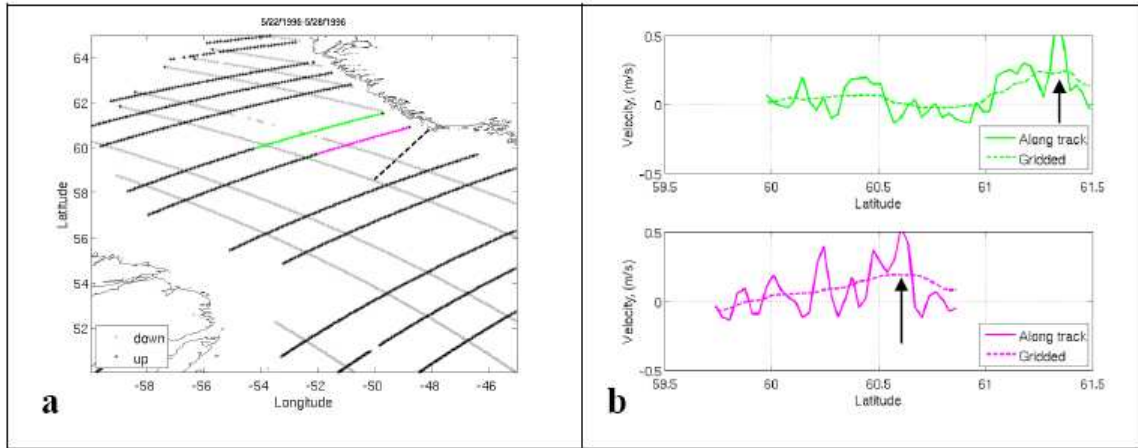 5/22/1996-5/28/1996
64
62
60
58
56
54
52
Latitude
down
up
-58
-56
-54
-52
-50
-48
-46
Longitude
a
0.5
0
-0.5
Velocity, (m/s)
Along track
Gridded
59.5
60
60.5
61
61.5
Latitude
0.5
0
-0.5
Velocity, (m/s)
Along track
Gridded
59.5
60
60.5
61
61.5
Latitude
b